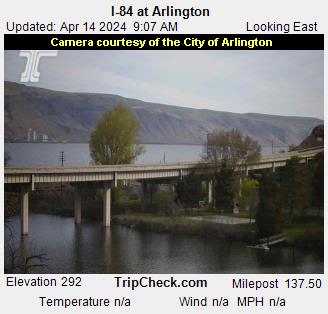 I-84 at Arlington
Updated: Apr 14 2024 9:07 AM Looking East
Camera courtesy of the City of Arlington
Elevation 292 TripCheck.com Milepost 137.50
Temperature n/a Wind n/a MPH n/a